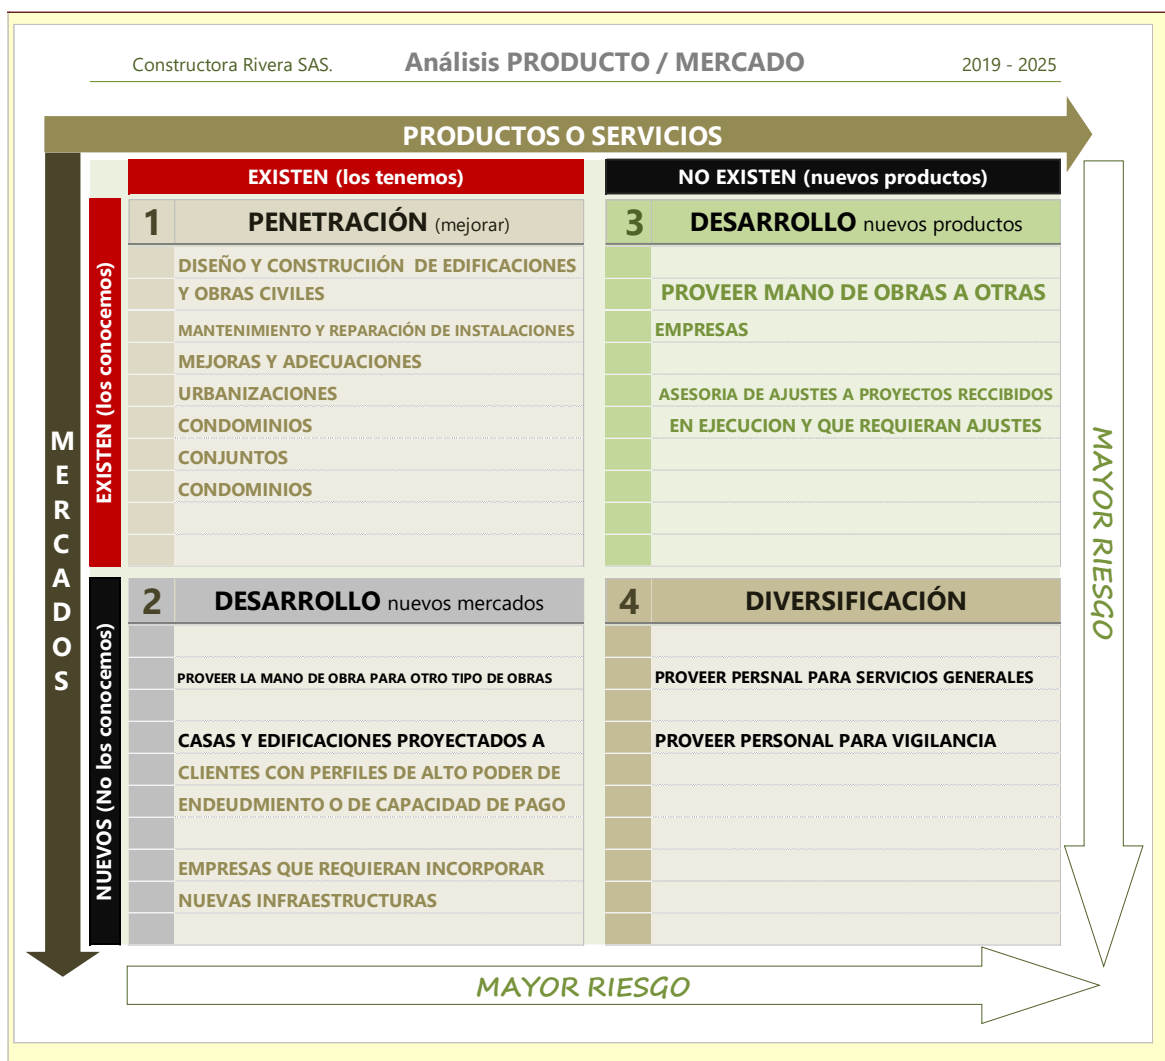 Constructora Rivera SAS. Análisis PRODUCTO / MERCADO 2019 - 2025
PRODUCTOS O SERVICIOS
EXISTEN (los tenemos)
NO EXISTEN (nuevos productos)
MERCADOS
EXISTEN (los conocemos)
1 PENETRACIÓN (mejorar)
DISEÑO Y CONSTRUCIIÓN DE EDIFICACIONES
Y OBRAS CIVILES
MANTENIMIENTO Y REPARACIÓN DE INSTALACIONES
MEJORAS Y ADECUACIONES
URBANIZACIONES
CONDOMINIOS
CONJUNTOS
CONDOMINIOS
3 DESARROLLO nuevos productos
PROVEER MANO DE OBRAS A OTRAS
EMPRESAS
ASESORIA DE AJUSTES A PROYECTOS RECCIBIDOS
EN EJECUCION Y QUE REQUIERAN AJUSTES
NUEVOS (No los conocemos)
2 DESARROLLO nuevos mercados
PROVEER LA MANO DE OBRA PARA OTRO TIPO DE OBRAS
CASAS Y EDIFICACIONES PROYECTADOS A
CLIENTES CON PERFILES DE ALTO PODER DE
ENDEUDMIENTO O DE CAPACIDAD DE PAGO
EMPRESAS QUE REQUIERAN INCORPORAR
NUEVAS INFRAESTRUCTURAS
4 DIVERSIFICACIÓN
PROVEER PERSNAL PARA SERVICIOS GENERALES
PROVEER PERSONAL PARA VIGILANCIA
MAYOR RIESGO
MAYOR RIESGO